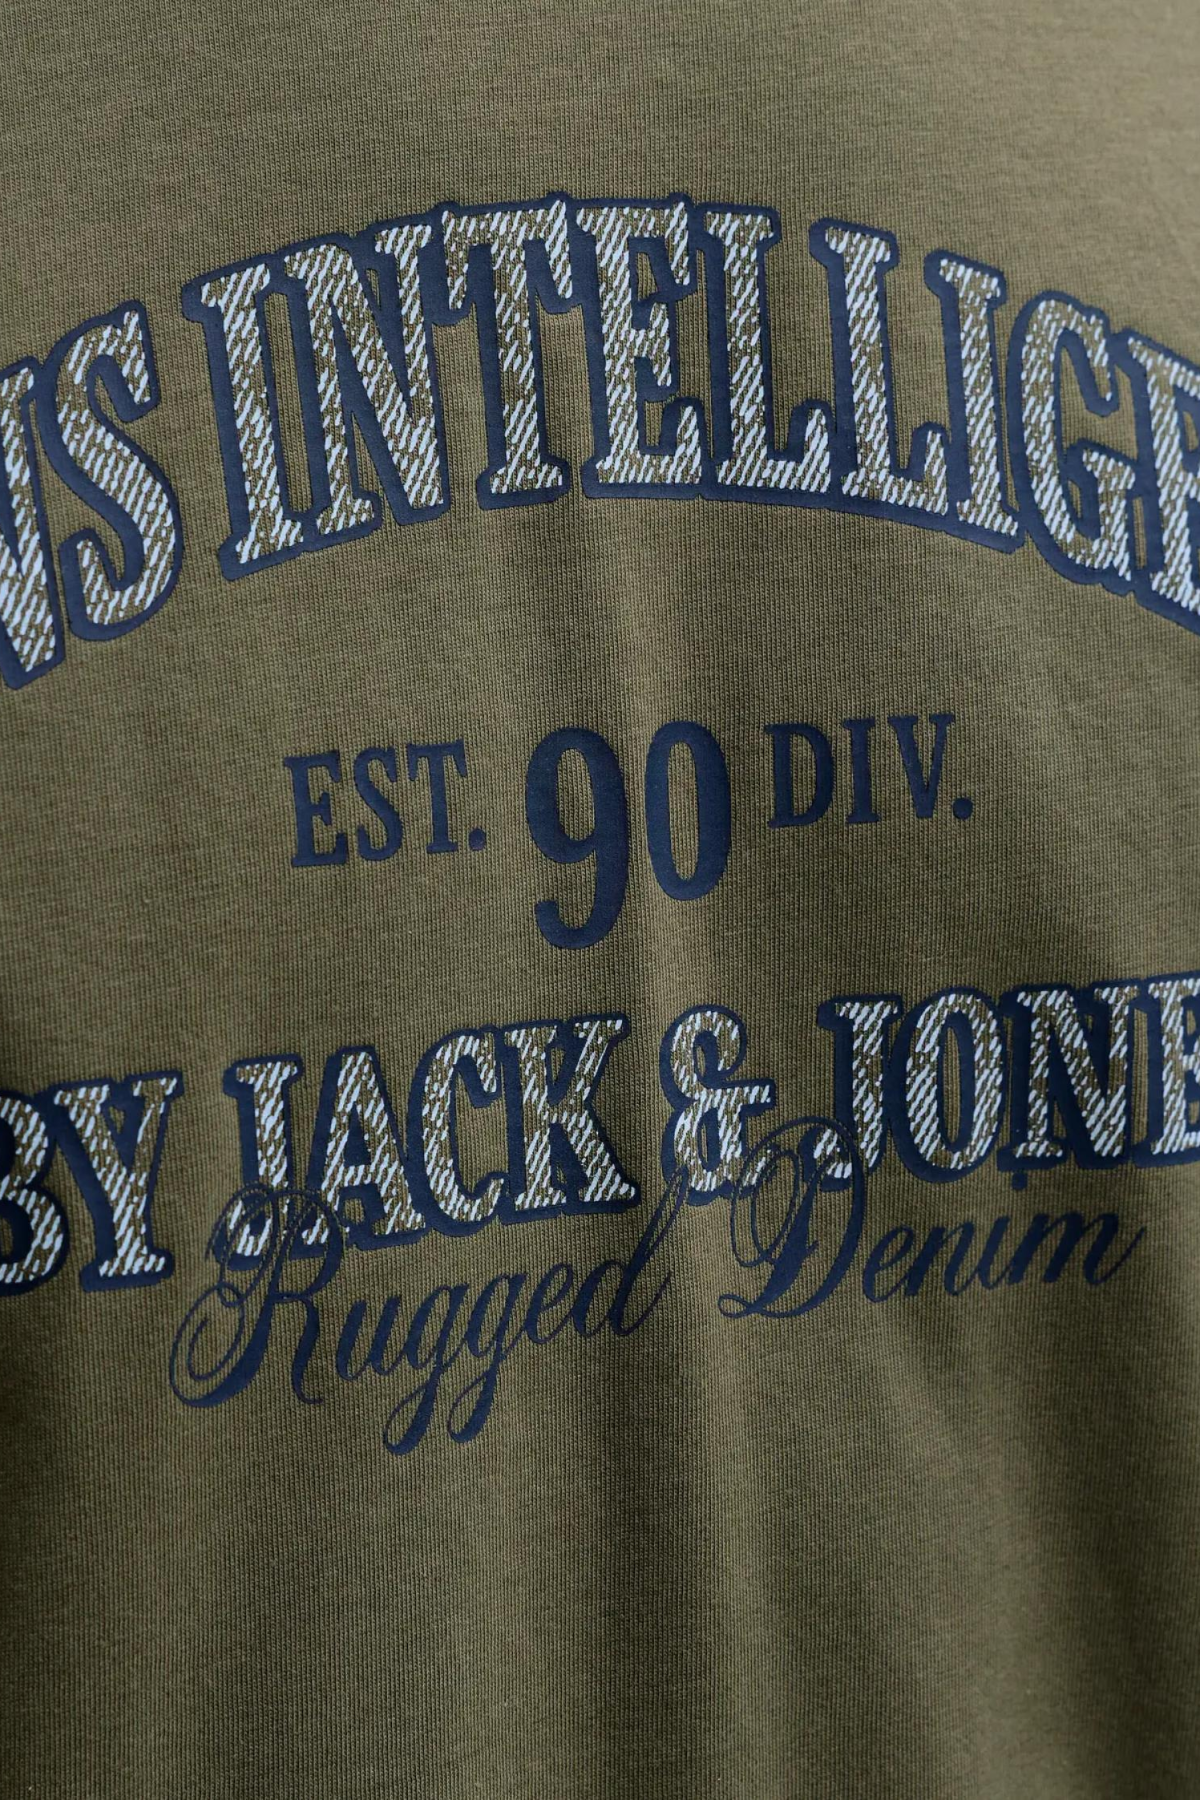 NS INTELLIGE
EST. 90 DIV.
BY JACK & JONE
Rugged Denim